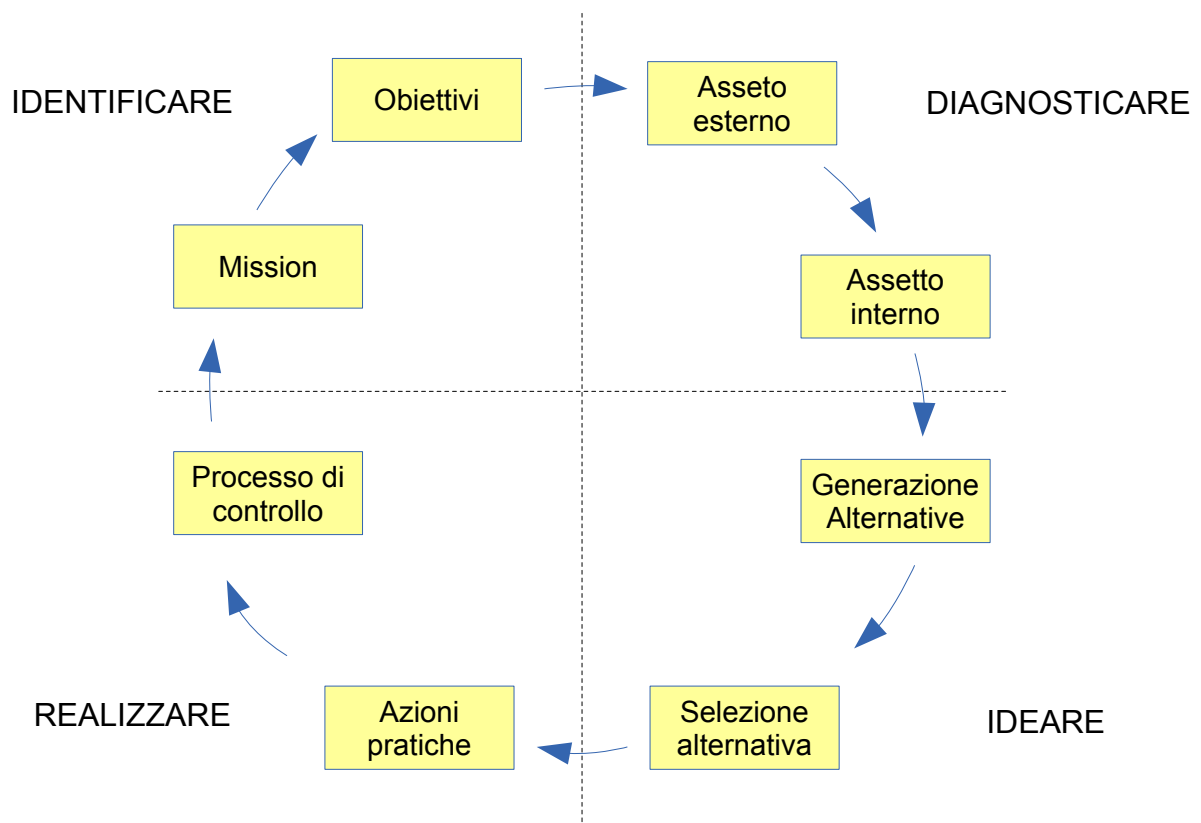 IDENTIFICARE
Obiettivi
Asseto
esterno
DIAGNOSTICARE
Mission
Assetto
interno
Processo di
controllo
Generazione
Alternative
REALIZZARE
Azioni
pratiche
Selezione
alternativa
IDEARE